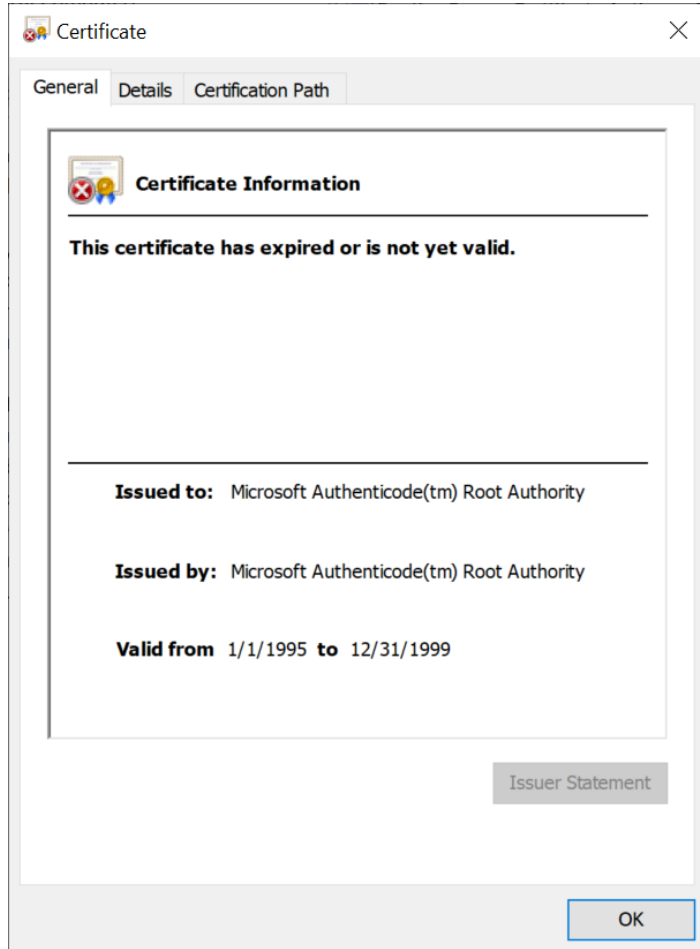 Certificate
General Details Certification Path
Certificate Information
This certificate has expired or is not yet valid.
Issued to: Microsoft Authenticode(tm) Root Authority
Issued by: Microsoft Authenticode(tm) Root Authority
Valid from 1/1/1995 to 12/31/1999
Issuer Statement
OK